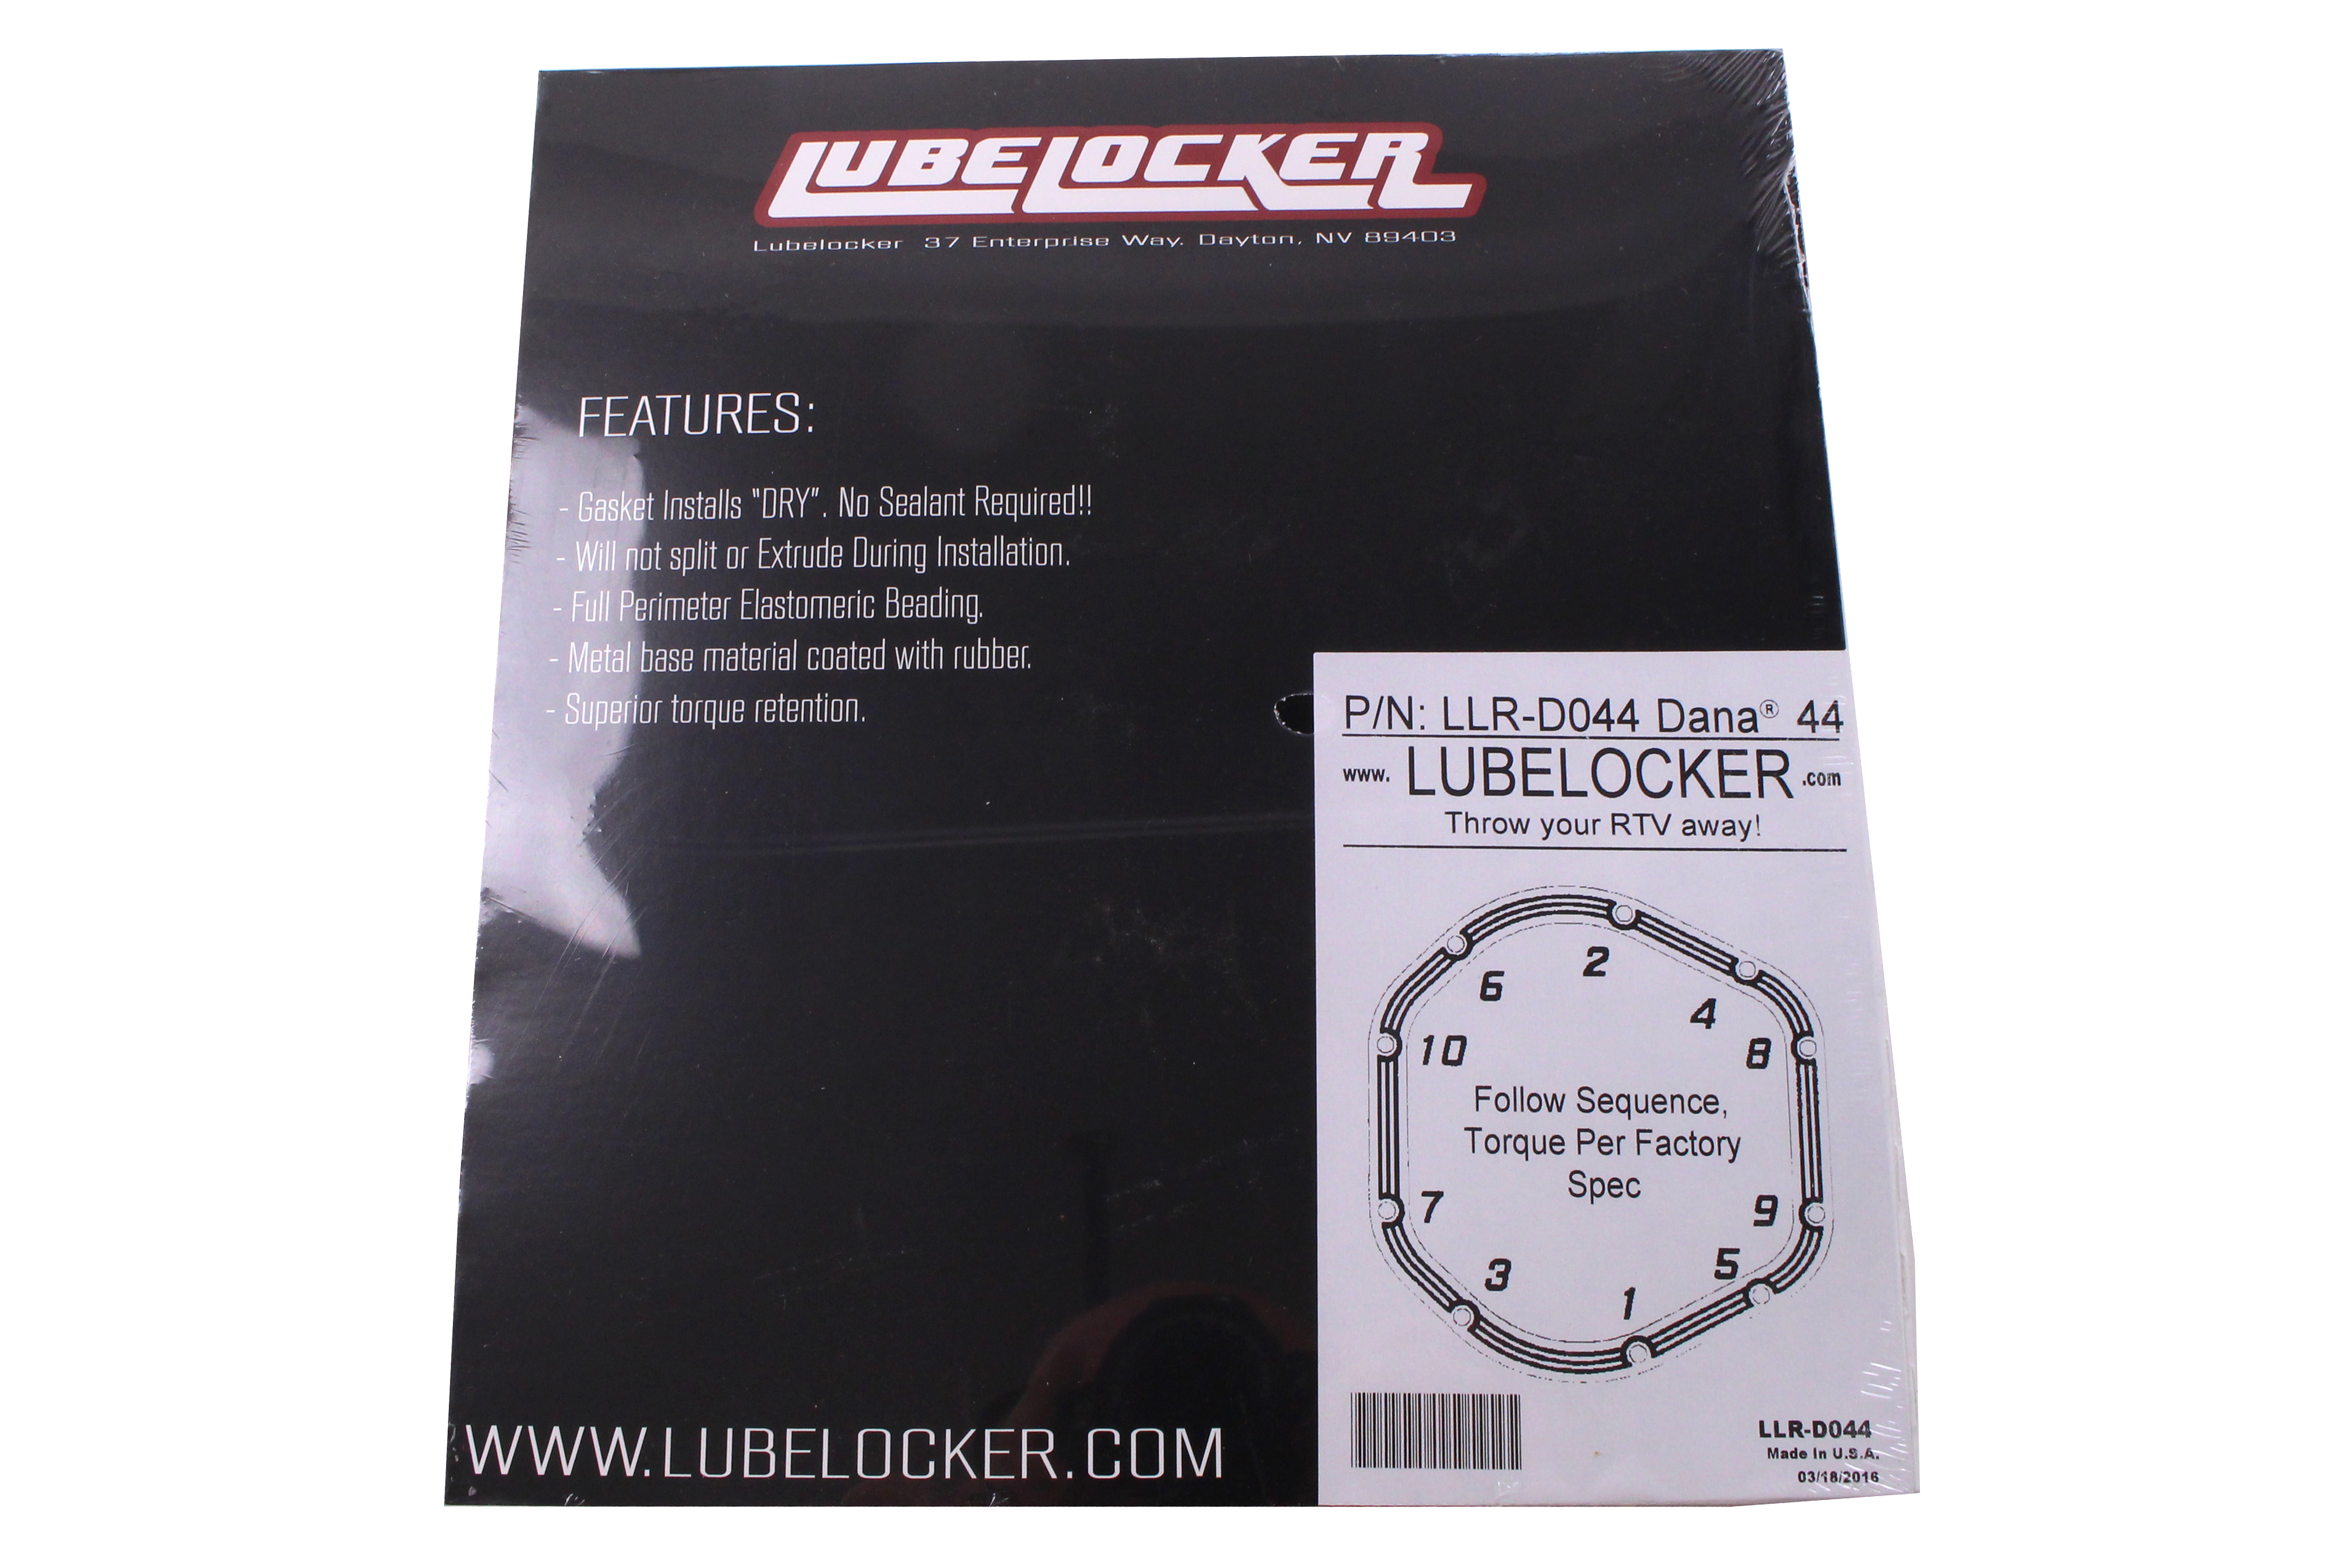 LUBELOCKER
Lubelocker 37 Enterprise Way. Dayton, NV 89403
FEATURES:
- Gasket Installs "DRY". No Sealant Required!!
- Will not split or Extrude During Installation.
- Full Perimeter Elastomeric Beading.
- Metal base material coated with rubber.
- Superior torque retention.
WWW.LUBELOCKER.COM
P/N: LLR-D044 Dana® 44
www. LUBELOCKER .com
Throw your RTV away!
2
6
4
10
8
Follow Sequence,
Torque Per Factory
Spec
7
9
3
5
1
LLR-D044
Made In U.S.A.
03/18/2016